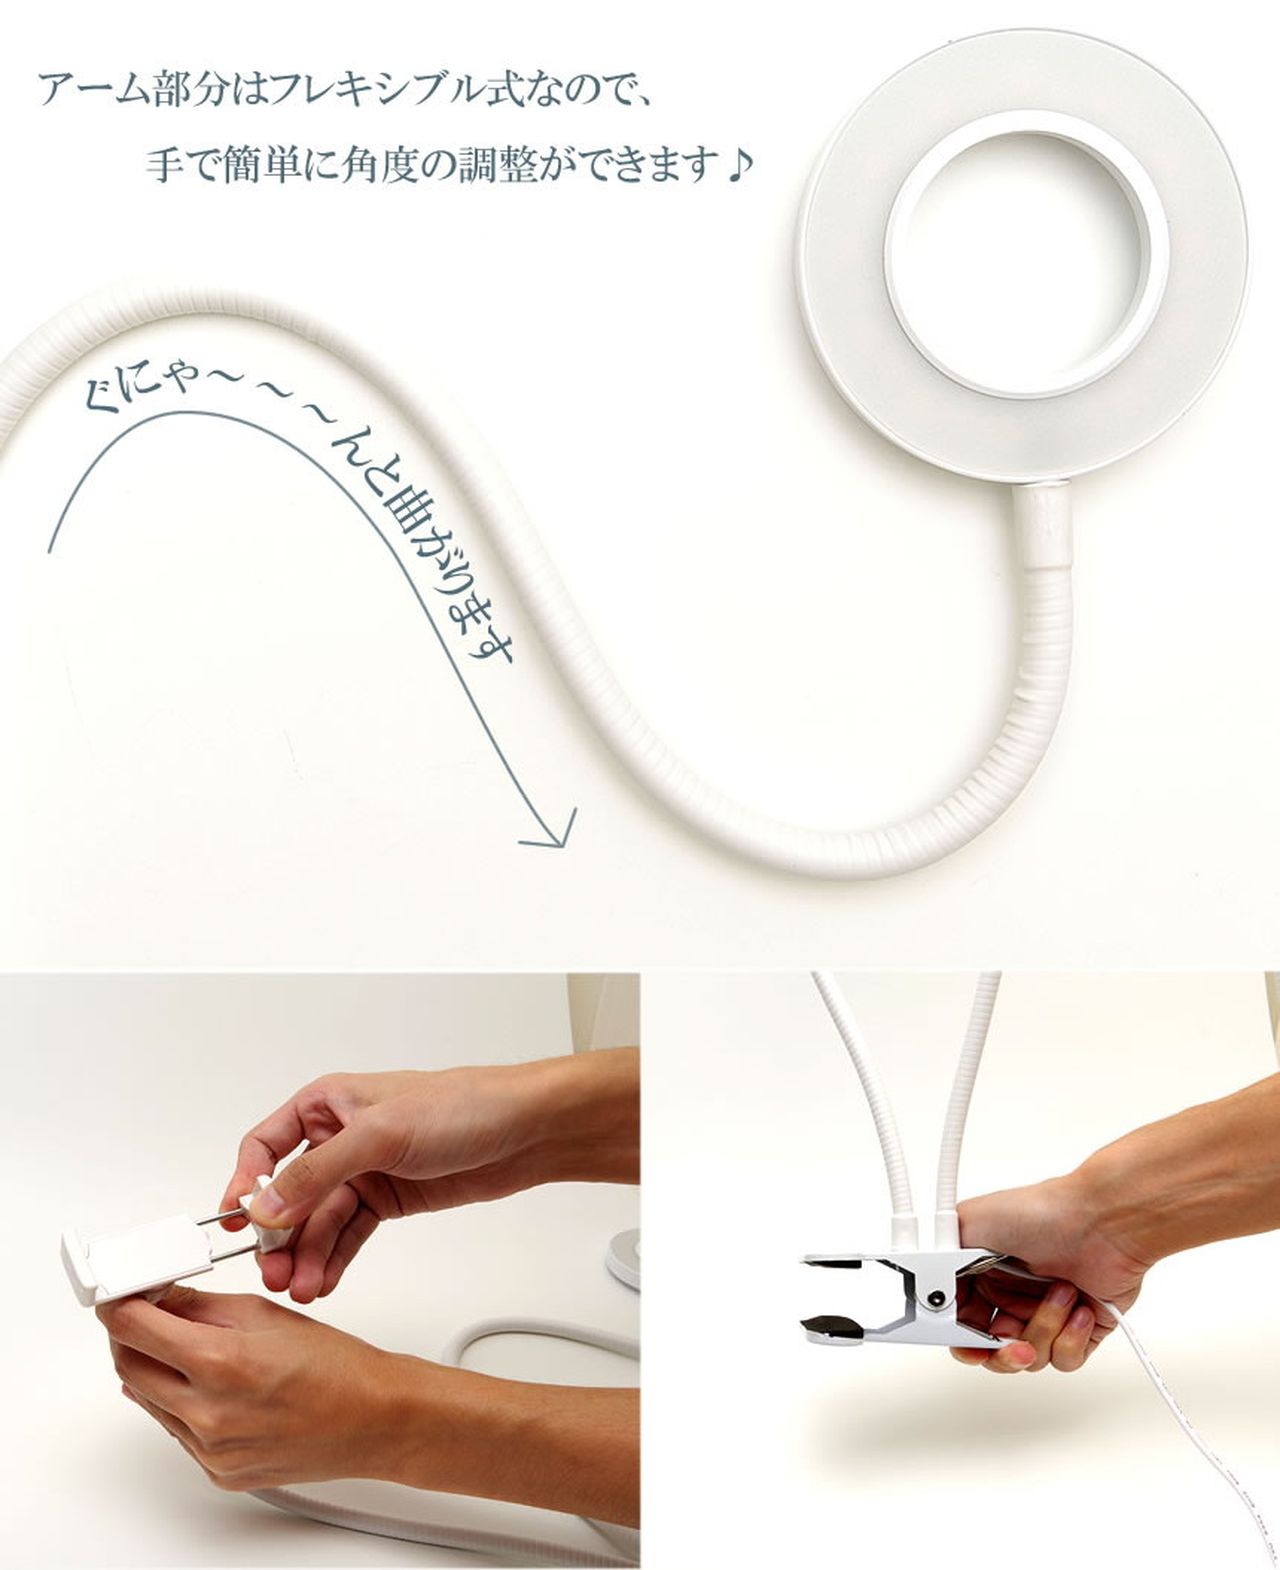 アーム部分はフレキシブル式なので、
手で簡単に角度の調整ができます♪
ぐにゃ～～～んと曲がります